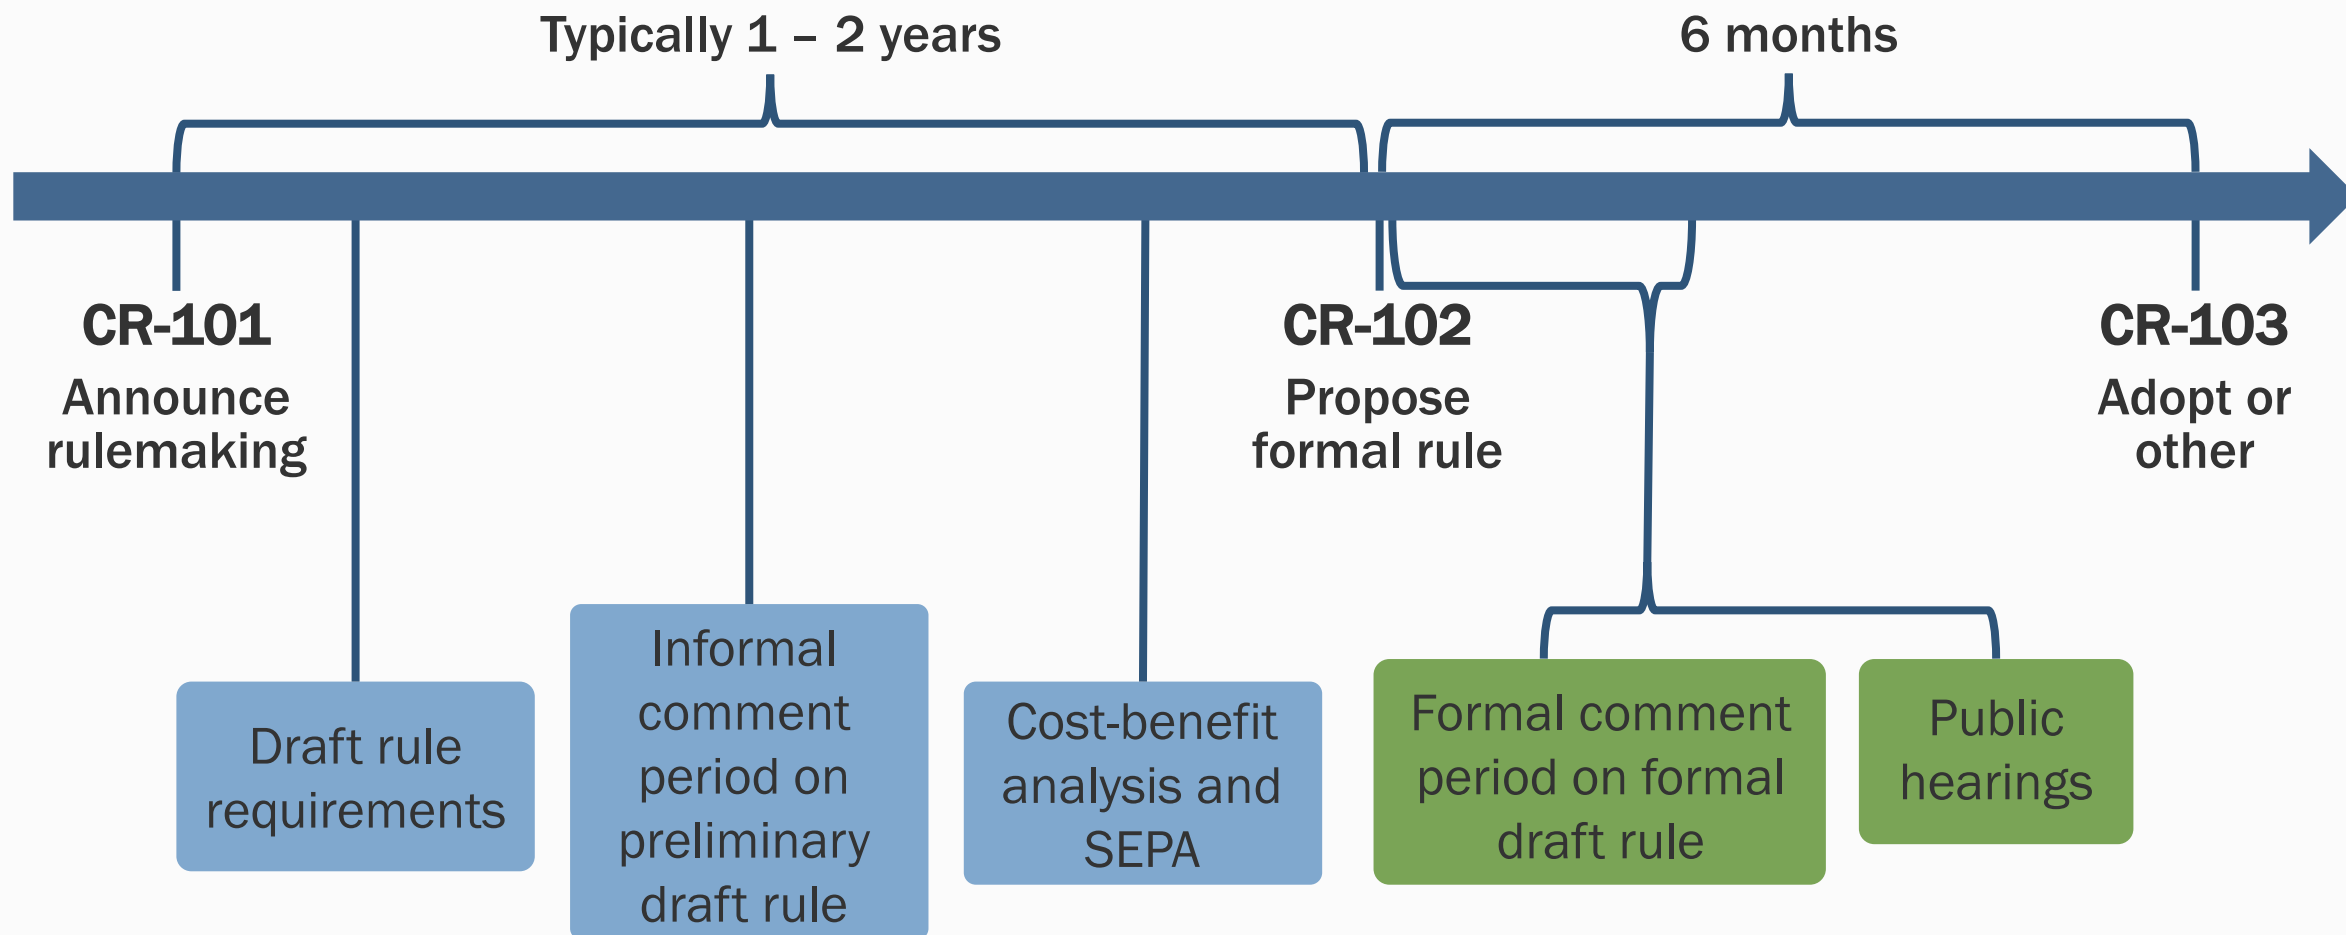 Typically 1 – 2 years
6 months
CR-101
Announce
rulemaking
CR-102
Propose
formal rule
CR-103
Adopt or
other
Draft rule
requirements
Informal
comment
period on
preliminary
draft rule
Cost-benefit
analysis and
SEPA
Formal comment
period on formal
draft rule
Public
hearings